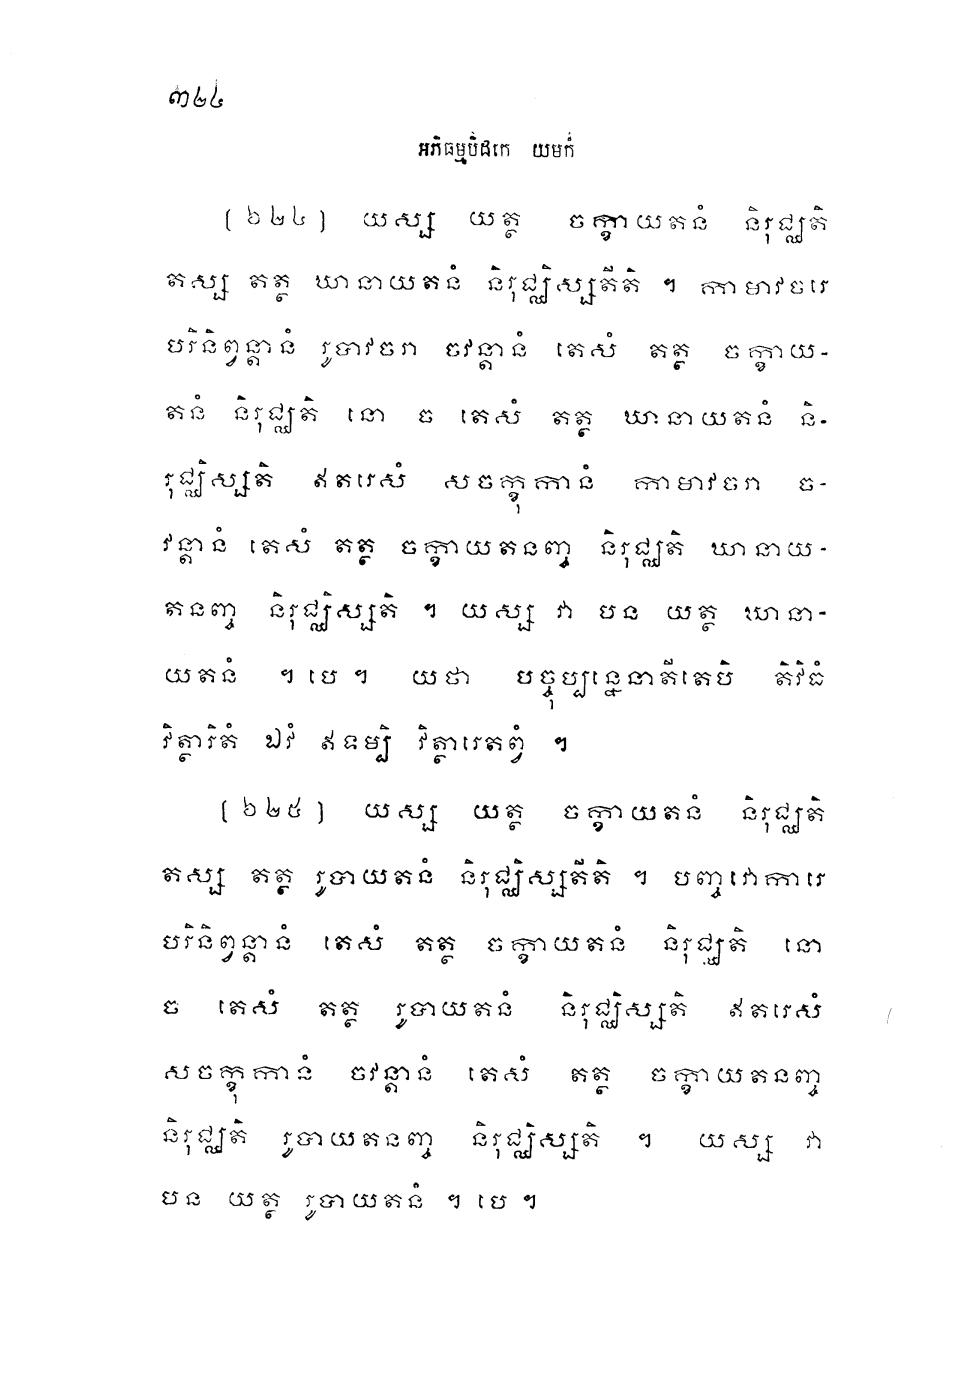 ៣២៤
អភិធម្មបិដកេ យមកំ
(៦២៤) យស្ស យត្ថ ចក្ខាយតនំ និរុជ្ឈតិ
តស្ស តត្ថ ឃានាយតនំ និរុជ្ឈិស្សតីតិ ។ កាមាវចរេ
បរិនិព្វន្តានំ រូបាវចរា ចវន្តានំ តេសំ តត្ថ ចក្ខាយ-
តនំ និរុជ្ឈតិ នោ ច តេសំ តត្ថ ឃានាយតនំ និ-
រុជ្ឈិស្សតិ ឥតរេសំ សចក្ខុកានំ កាមាវចរា ច-
វន្តានំ តេសំ តត្ថ ចក្ខាយតនញ្ច និរុជ្ឈតិ ឃានាយ-
តនញ្ច និរុជ្ឈិស្សតិ ។ យស្ស វា បន យត្ថ ឃានា-
យតនំ ។ បេ ។ យថា បច្ចុប្បន្នេនាតីតេបិ តិវិធំ
វិត្ថារិតំ ឯវំ ឥទម្បិ វិត្ថារេតព្វំ ។
(៦២៥) យស្ស យត្ថ ចក្ខាយតនំ និរុជ្ឈតិ
តស្ស តត្ថ រូបាយតនំ និរុជ្ឈិស្សតីតិ ។ បញ្ចវោការេ
បរិនិព្វន្តានំ តេសំ តត្ថ ចក្ខាយតនំ និរុជ្ឈតិ នោ
ច តេសំ តត្ថ រូបាយតនំ និរុជ្ឈិស្សតិ ឥតរេសំ
សចក្ខុកានំ ចវន្តានំ តេសំ តត្ថ ចក្ខាយតនញ្ច
និរុជ្ឈតិ រូបាយតនញ្ច និរុជ្ឈិស្សតិ ។ យស្ស វា
បន យត្ថ រូបាយតនំ ។ បេ ។